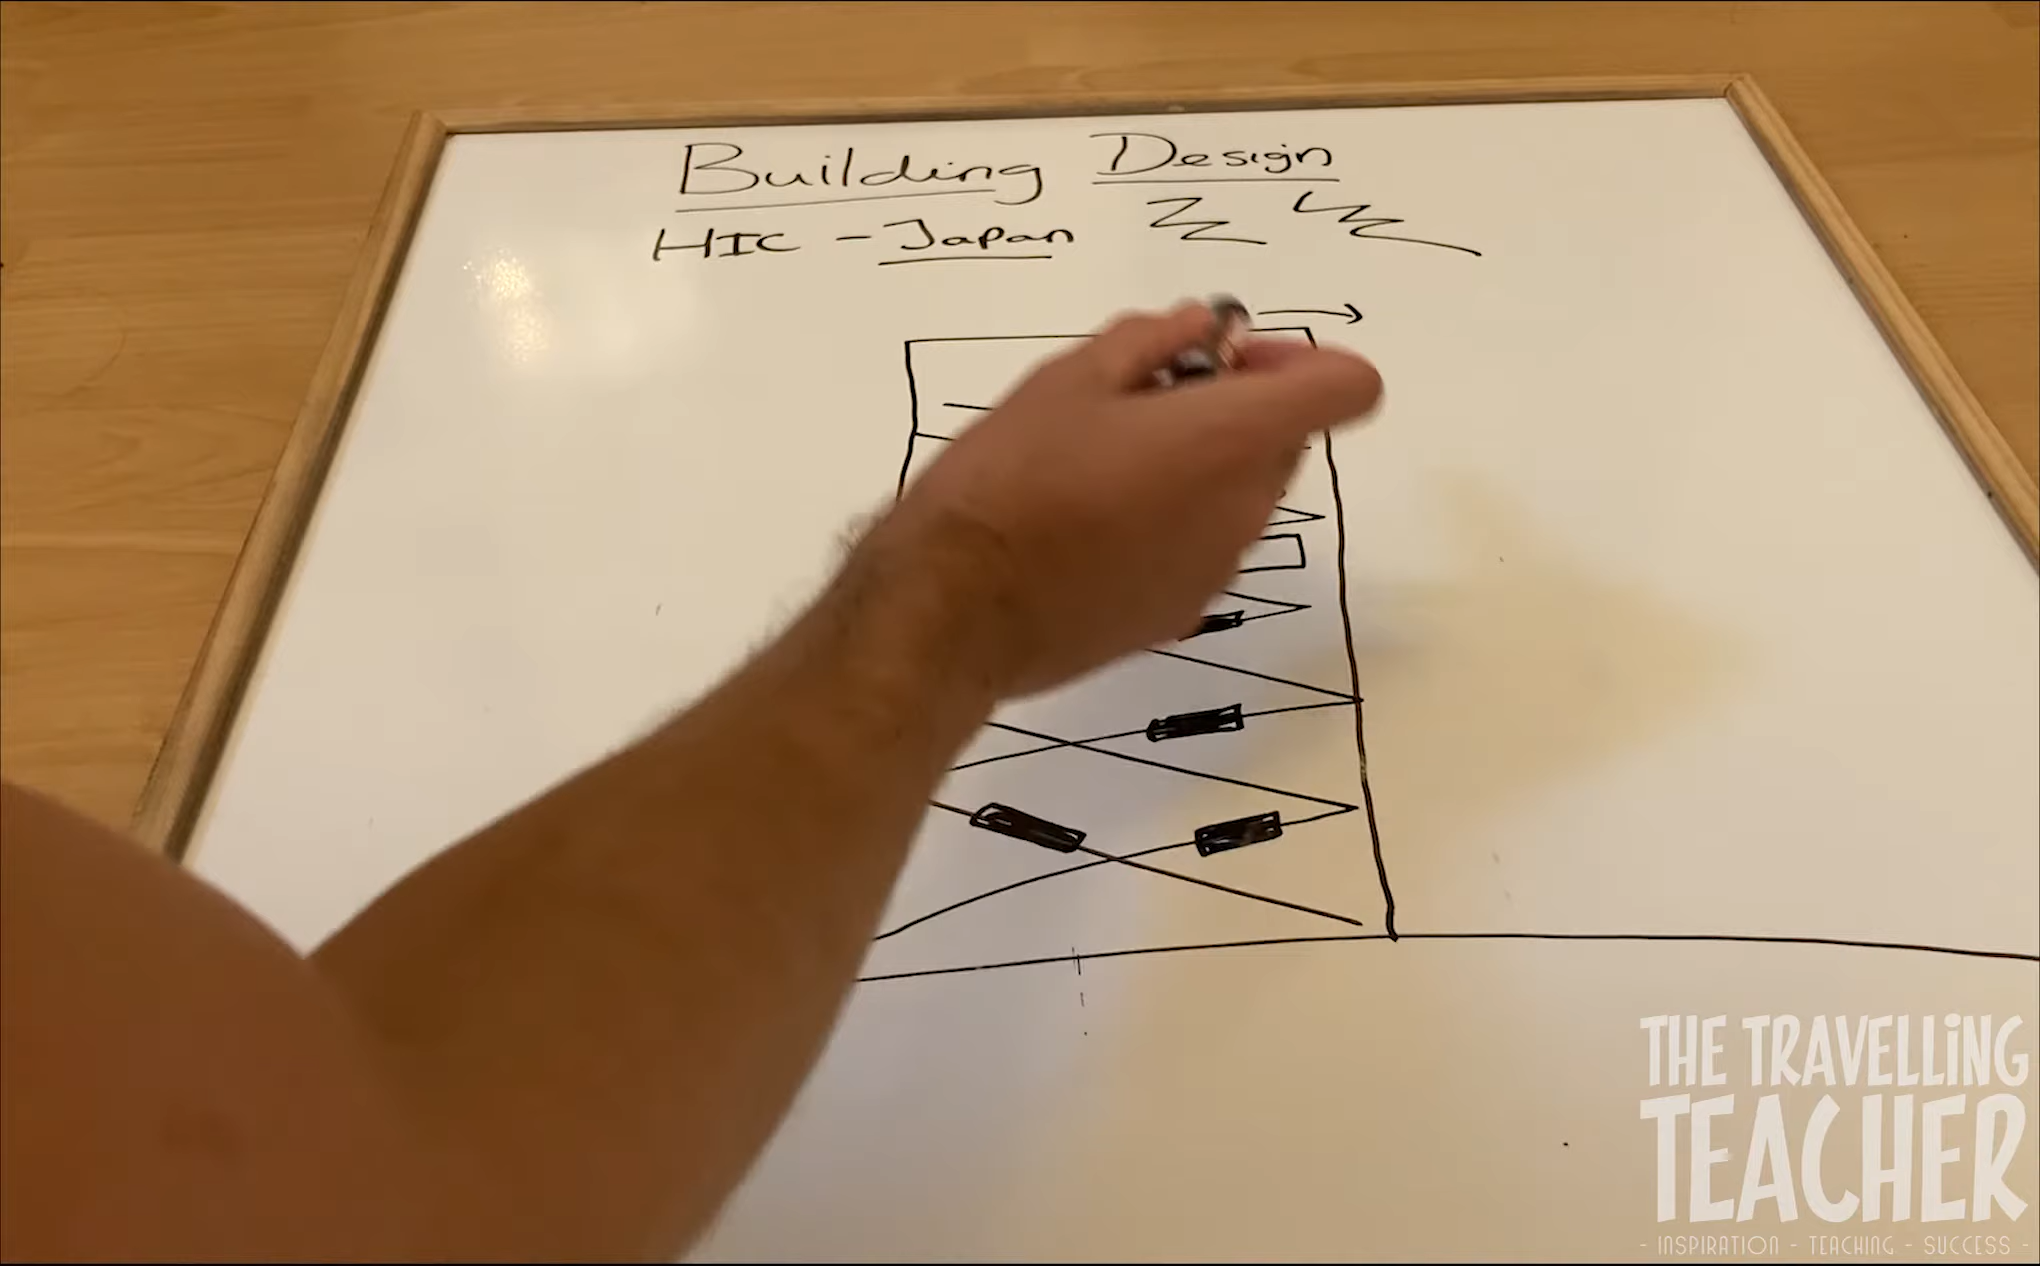 Building Design
HIC - Japan
THE TRAVELLING
TEACHER
- INSPIRATION - TEACHING - SUCCESS -